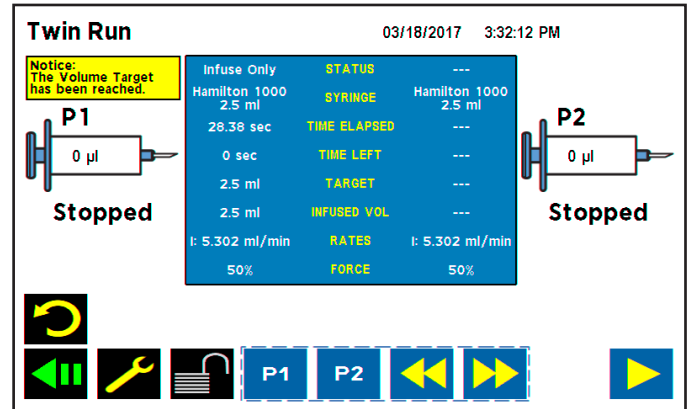 Twin Run
03/18/2017 3:32:12 PM
Notice:
The Volume Target
has been reached.
Infuse Only STATUS ---
Hamilton 1000 SYRINGE Hamilton 1000
2.5 ml 2.5 ml
28.38 sec TIME ELAPSED ---
0 sec TIME LEFT ---
2.5 ml TARGET ---
2.5 ml INFUSED VOL ---
I: 5.302 ml/min RATES I: 5.302 ml/min
50% FORCE 50%
P1
0 µl
Stopped
P2
0 µl
Stopped
P1 P2